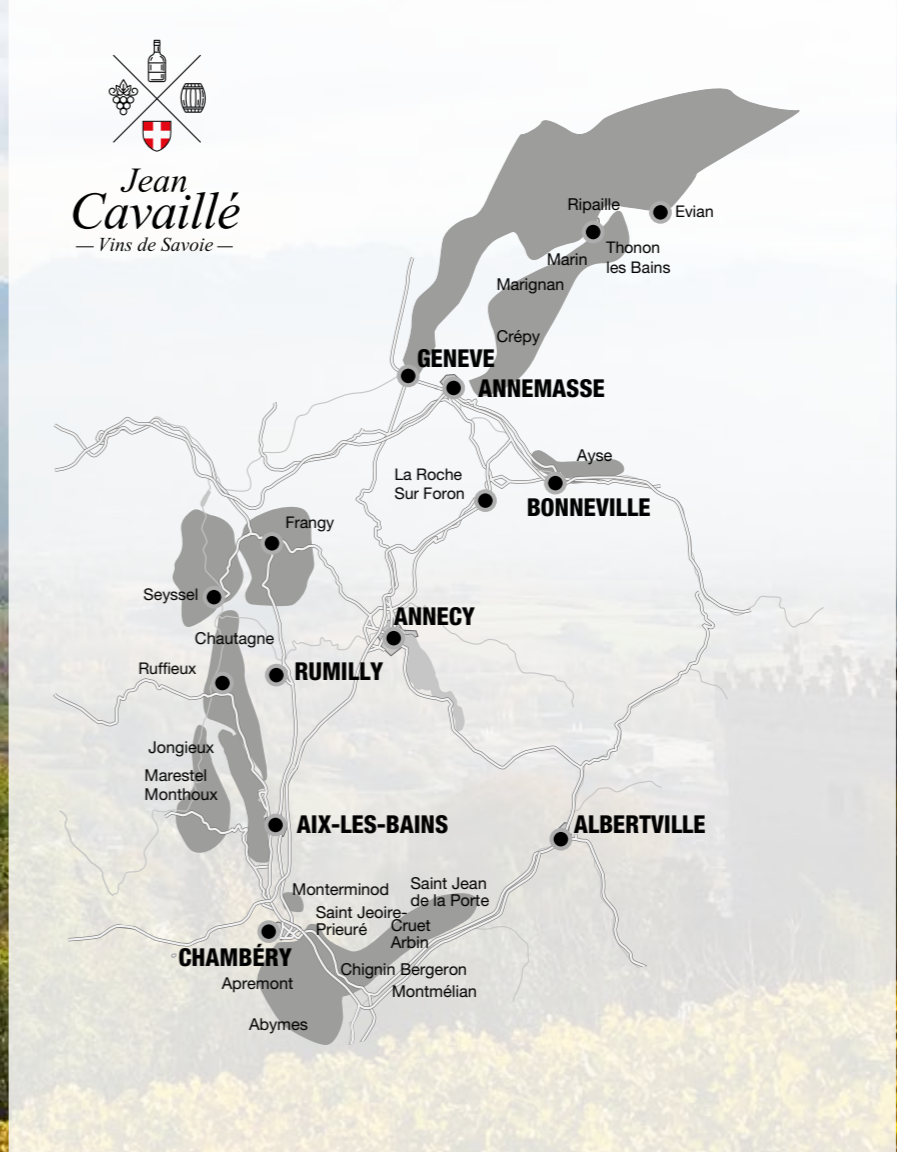 Jean
Cavaillé
— Vins de Savoie —
Ripaille
Evian
Marin
Thonon
les Bains
Marignan
Crépy
GENEVE
ANNEMASSE
Ayse
La Roche
Sur Foron
BONNEVILLE
Frangy
Seyssel
ANNECY
Chautagne
Ruffieux
RUMILLY
Jongieux
Marestel
Monthoux
AIX-LES-BAINS
ALBERTVILLE
Monterminod
Saint Jean
de la Porte
Saint Jeoire-
Prieuré
Cruet
Arbin
CHAMBÉRY
Chignin Bergeron
Apremont
Montmélian
Abymes